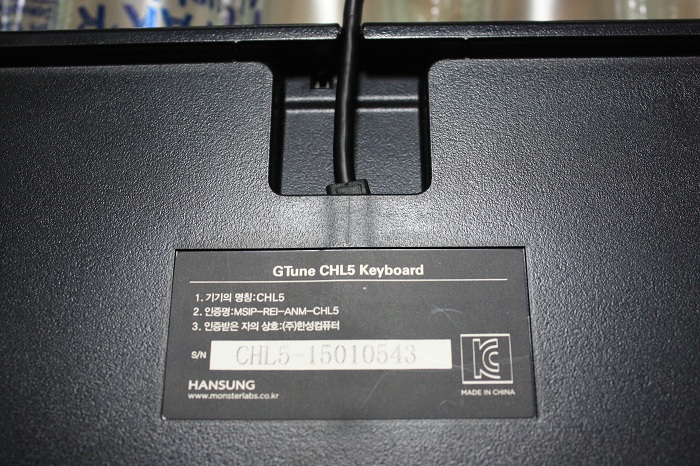 GTune CHL5 Keyboard
1. 기기의 명칭:CHL5
2. 인증명:MSIP-REI-ANM-CHL5
3. 인증받은 자의 상호:(주)한성컴퓨터
S/N CHL5-15010543
HANSUNG
www.monsterlabs.co.kr
MADE IN CHINA